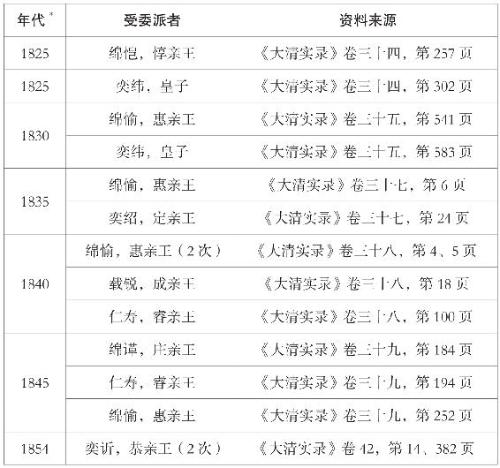 年代* 受委派者 资料来源
1825 绵恺，惇亲王 《大清实录》卷三十四，第 257 页
1825 奕纬，皇子 《大清实录》卷三十四，第 302 页
1830 绵愉，惠亲王 《大清实录》卷三十五，第 541 页
奕纬，皇子 《大清实录》卷三十五，第 583 页
1835 绵愉，惠亲王 《大清实录》卷三十七，第 6 页
奕绍，定亲王 《大清实录》卷三十七，第 24 页
1840 绵愉，惠亲王（2 次） 《大清实录》卷三十八，第 4、5 页
载锐，成亲王 《大清实录》卷三十八，第 18 页
仁寿，睿亲王 《大清实录》卷三十八，第 100 页
1845 绵譁，庄亲王 《大清实录》卷三十九，第 184 页
仁寿，睿亲王 《大清实录》卷三十九，第 194 页
绵愉，惠亲王 《大清实录》卷三十九，第 252 页
1854 奕䜣，恭亲王（2 次） 《大清实录》卷 42，第 14、382 页